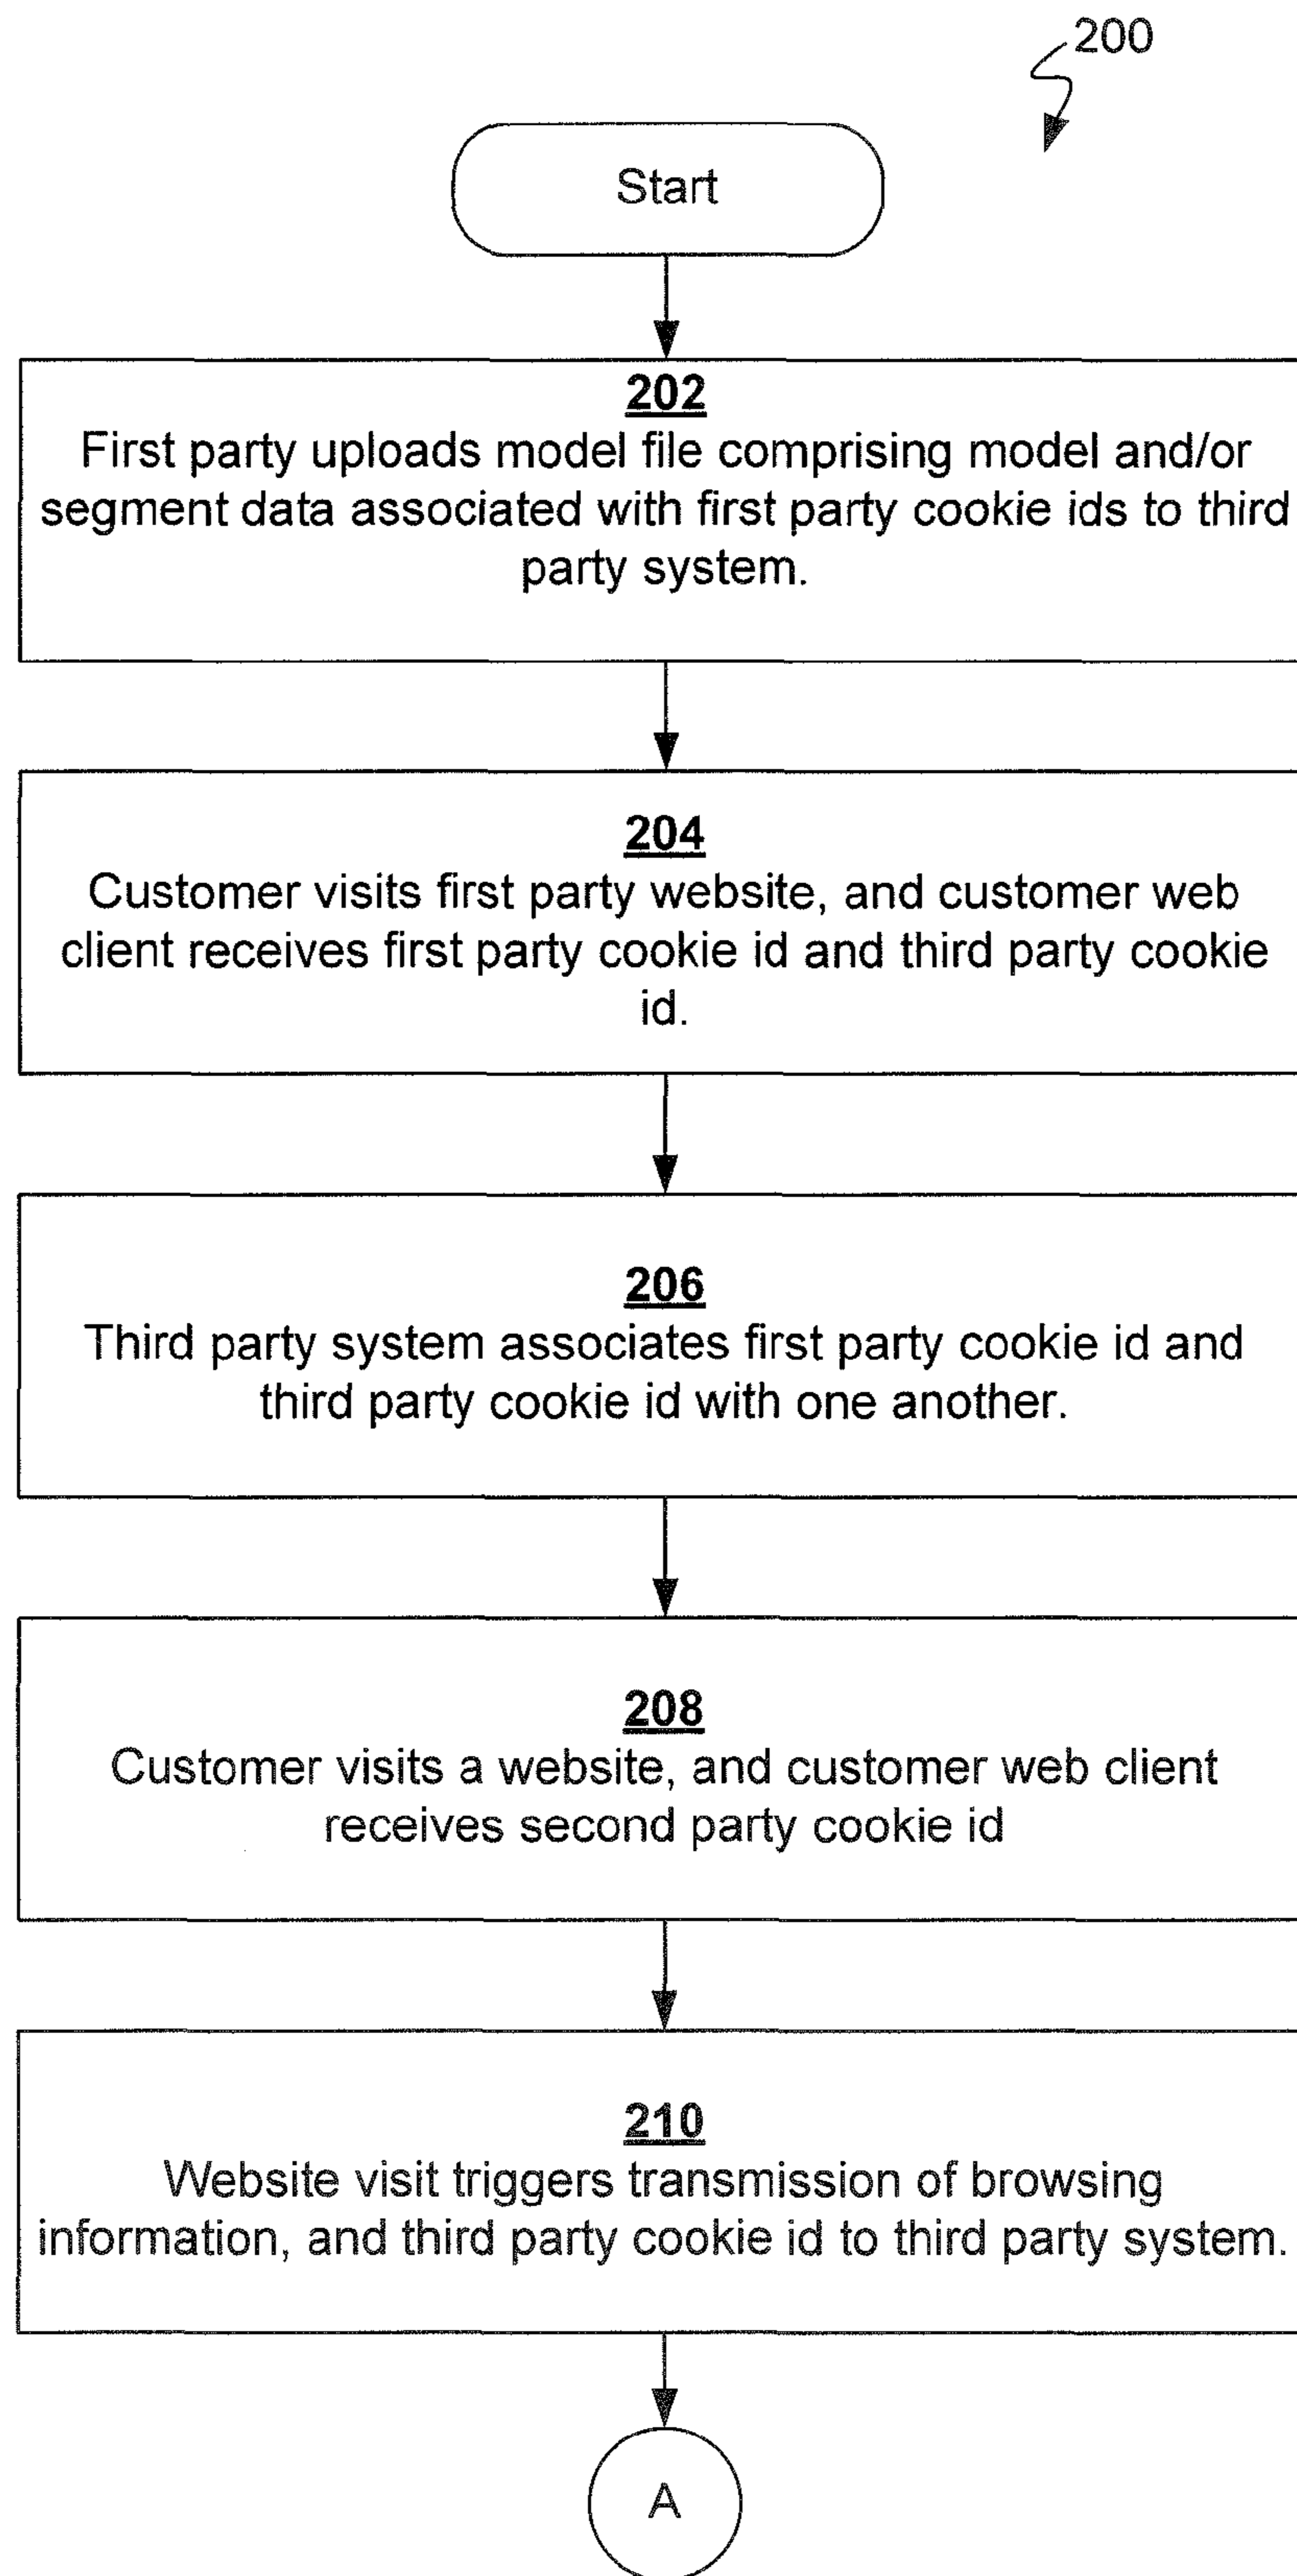 200
Start
202
First party uploads model file comprising model and/or
segment data associated with first party cookie ids to third
party system.
204
Customer visits first party website, and customer web
client receives first party cookie id and third party cookie
id.
206
Third party system associates first party cookie id and
third party cookie id with one another.
208
Customer visits a website, and customer web client
receives second party cookie id
210
Website visit triggers transmission of browsing
information, and third party cookie id to third party system.
A